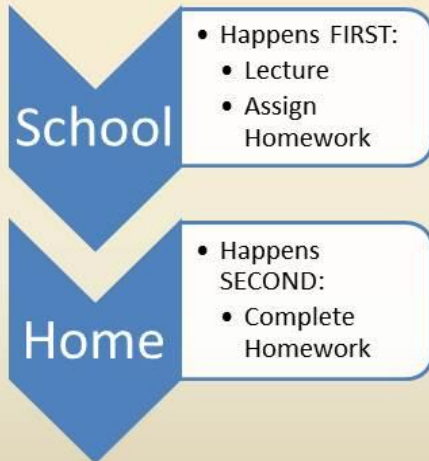 School
• Happens FIRST:
• Lecture
• Assign
Homework
Home
• Happens
SECOND:
• Complete
Homework